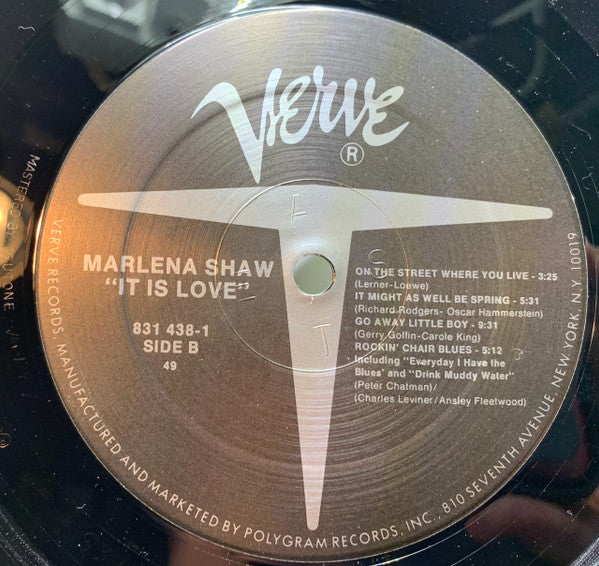 Verve
®
MARLENA SHAW
"IT IS LOVE"
831 438-1
SIDE B
49
ON THE STREET WHERE YOU LIVE - 3:25
(Lerner-Loewe)
IT MIGHT AS WELL BE SPRING - 5:31
(Richard Rodgers - Oscar Hammerstein)
GO AWAY LITTLE BOY - 9:31
(Gerry Goffin-Carole King)
ROCKIN' CHAIR BLUES - 5:12
Including "Everyday I Have the
Blues' and "Drink Muddy Water"
(Peter Chatman)/
(Charles Leviner/Ansley Fleetwood)
VERVE RECORDS. MANUFACTURED AND MARKETED BY POLYGRAM RECORDS, INC., 810 SEVENTH AVENUE, NEW YORK, N.Y. 10019
MASTERED